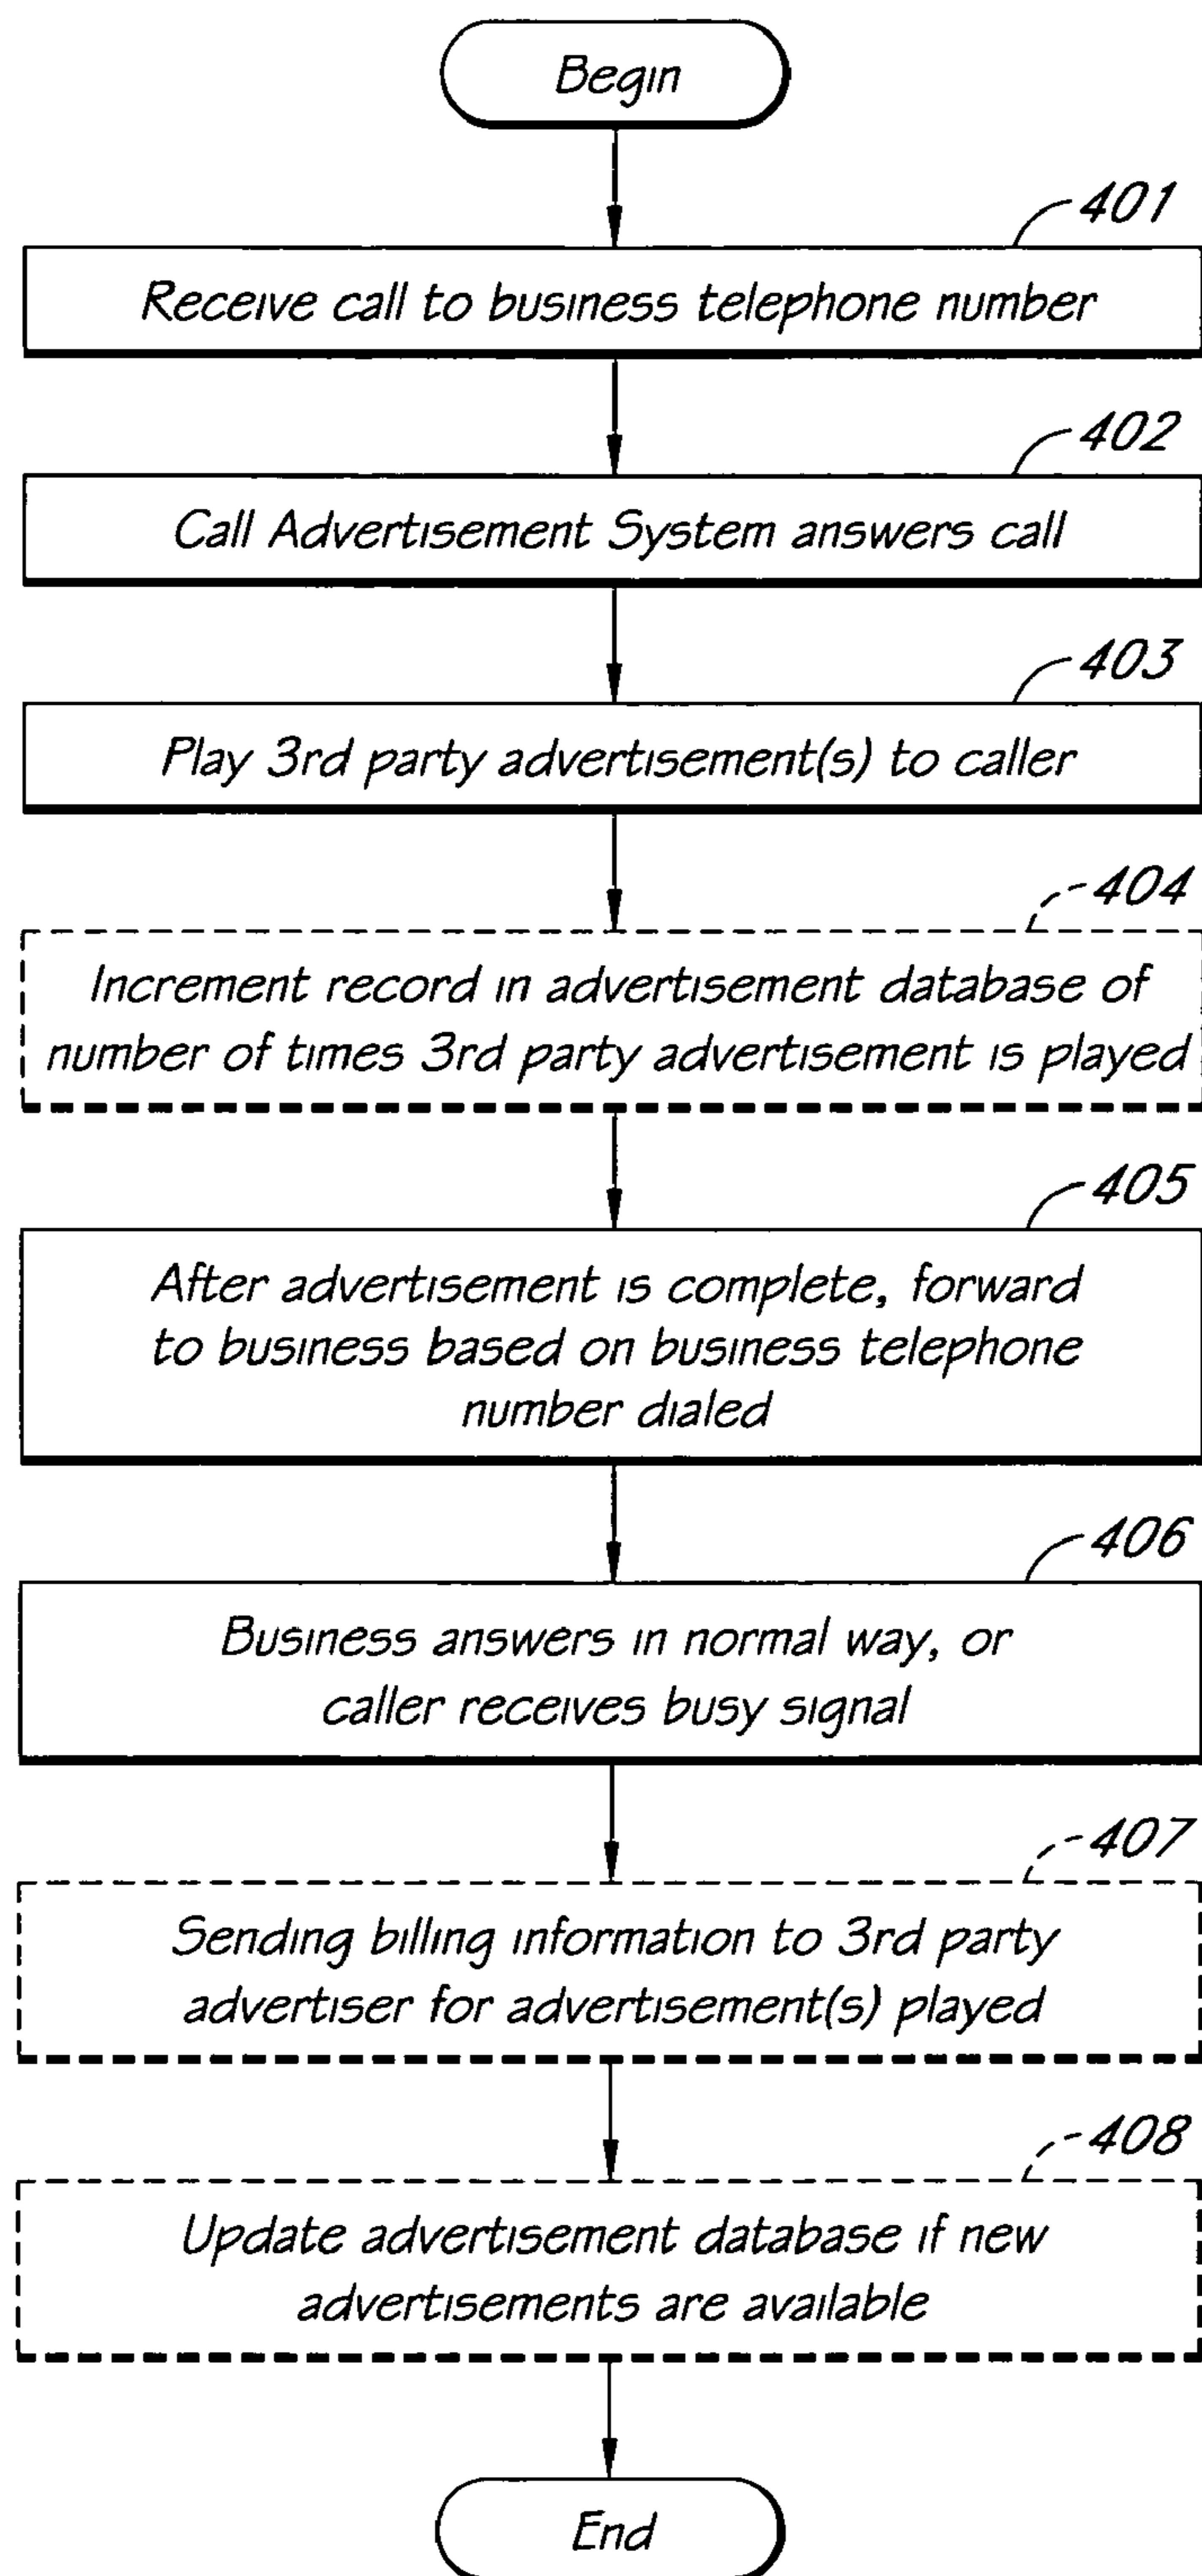 Begin
401
Receive call to business telephone number
402
Call Advertisement System answers call
403
Play 3rd party advertisement(s) to caller
404
Increment record in advertisement database of
number of times 3rd party advertisement is played
405
After advertisement is complete, forward
to business based on business telephone
number dialed
406
Business answers in normal way, or
caller receives busy signal
407
Sending billing information to 3rd party
advertiser for advertisement(s) played
408
Update advertisement database if new
advertisements are available
End